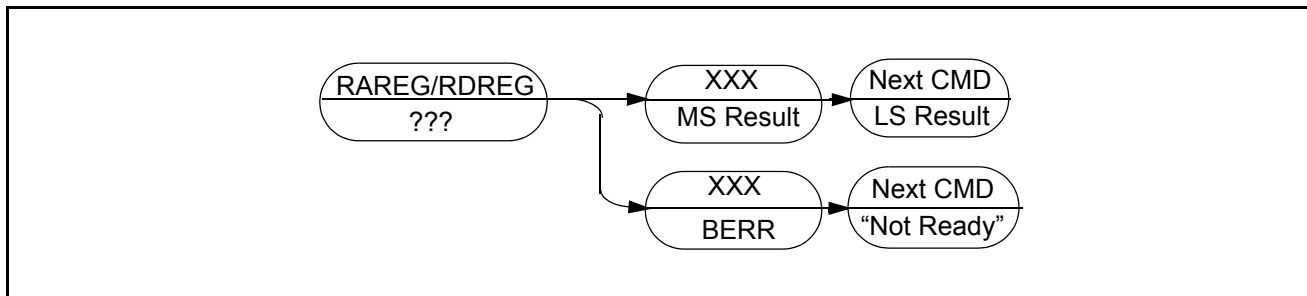 RAREG/RDREG
???
XXX
MS Result
Next CMD
LS Result
XXX
BERR
Next CMD
“Not Ready”